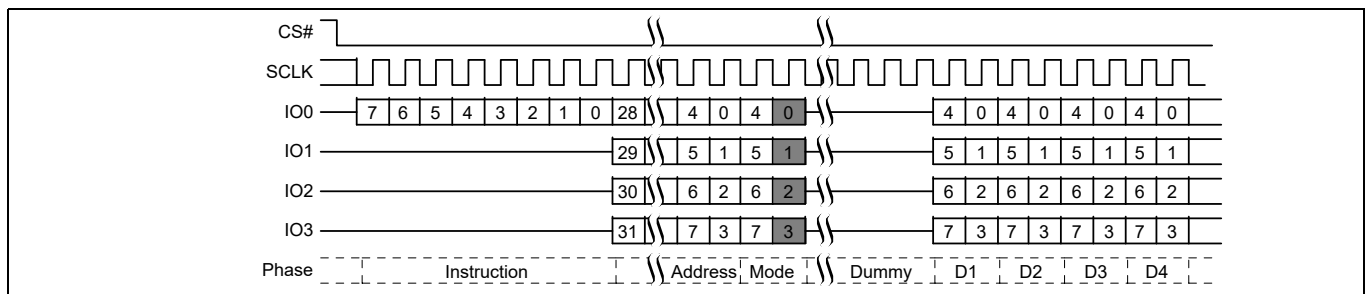 CS#
SCLK
IO0 7 6 5 4 3 2 1 0 28 4 0 4 0 4 0 4 0 4 0 4 0
IO1 29 5 1 5 1 5 1 5 1 5 1 5 1
IO2 30 6 2 6 2 6 2 6 2 6 2 6 2
IO3 31 7 3 7 3 7 3 7 3 7 3 7 3
Phase Instruction Address Mode Dummy D1 D2 D3 D4